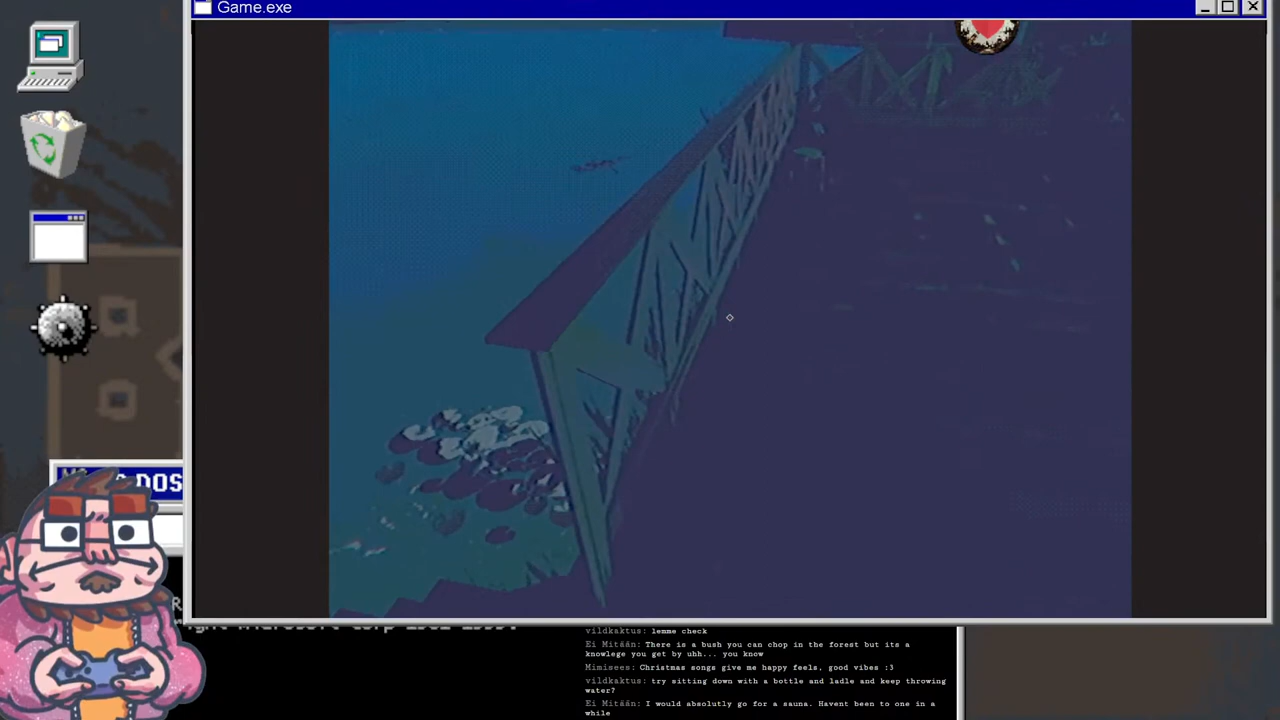 Game.exe
DOS
vildkaktus: lemme check
Ei Mitään: There is a bush you can chop in the forest but its a
knowlege you get by uhh... you know
Mimisees: Christmas songs give me happy feels, good vibes :3
vildkaktus: try sitting down with a bottle and ladle and keep throwing
water?
Ei Mitään: I would absolutly go for a sauna. Havent been to one in a
while